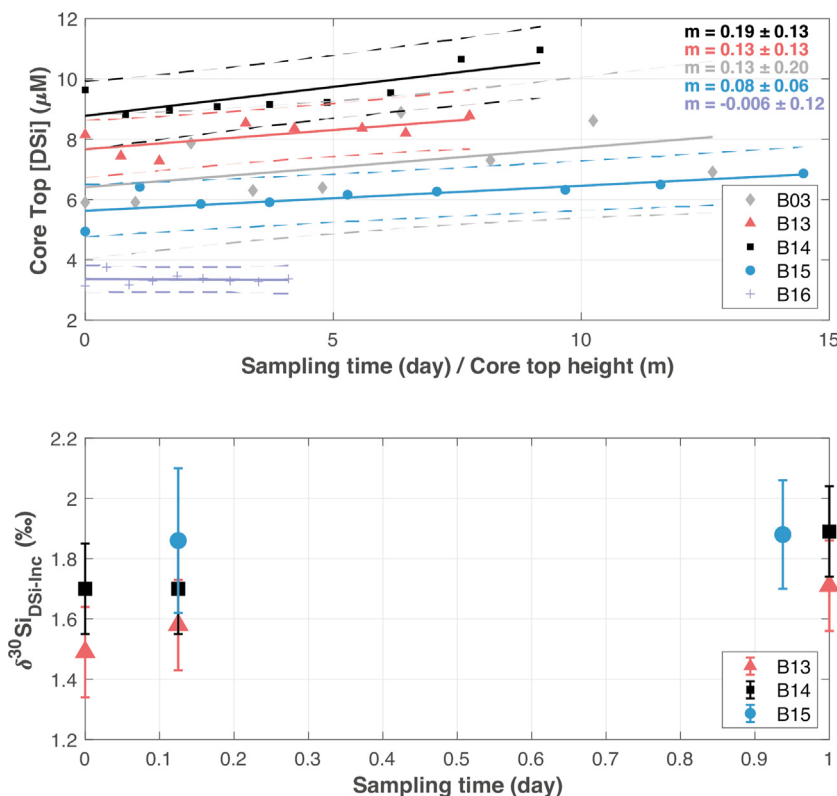 12
10
8
6
4
2
Core Top [DSi] (μM)
m = 0.19 ± 0.13
m = 0.13 ± 0.13
m = 0.13 ± 0.20
m = 0.08 ± 0.06
m = -0.006 ± 0.12
B03
B13
B14
B15
B16
0 5 10 15
Sampling time (day) / Core top height (m)
2.2
2
1.8
1.6
1.4
1.2
δ³⁰Si_DSi-Inc (‰)
B13
B14
B15
0 0.1 0.2 0.3 0.4 0.5 0.6 0.7 0.8 0.9 1
Sampling time (day)